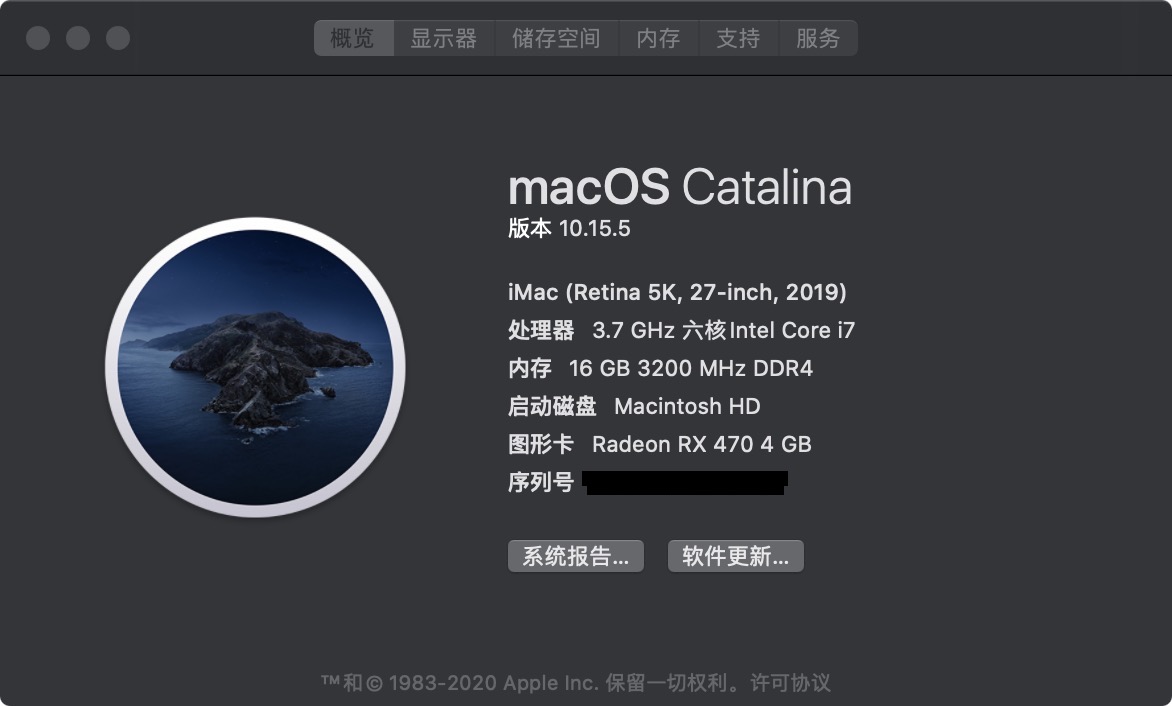 概览 显示器 储存空间 内存 支持 服务
macOS Catalina
版本 10.15.5
iMac (Retina 5K, 27-inch, 2019)
处理器 3.7 GHz 六核Intel Core i7
内存 16 GB 3200 MHz DDR4
启动磁盘 Macintosh HD
图形卡 Radeon RX 470 4 GB
序列号
系统报告... 软件更新...
™和© 1983-2020 Apple Inc. 保留一切权利。许可协议